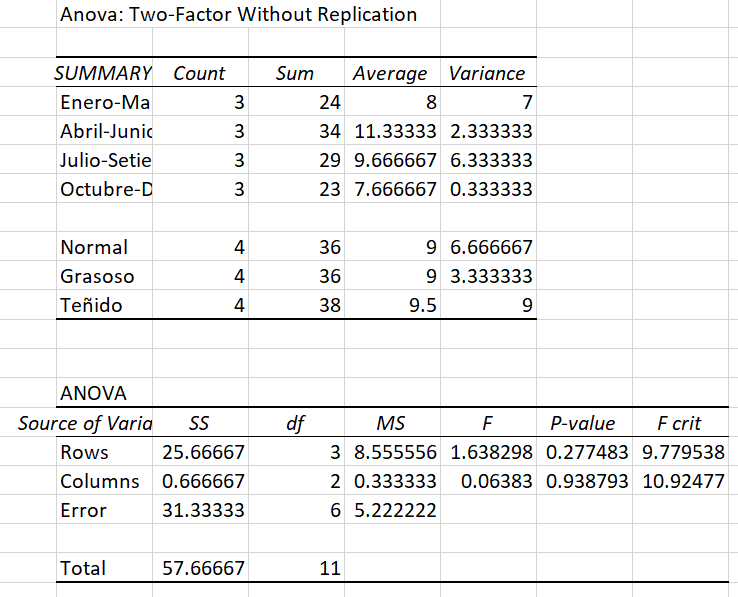 Anova: Two-Factor Without Replication
SUMMARY Count Sum Average Variance
Enero-Ma 3 24 8 7
Abril-Junio 3 34 11.33333 2.333333
Julio-Setie 3 29 9.666667 6.333333
Octubre-D 3 23 7.666667 0.333333
Normal 4 36 9 6.666667
Grasoso 4 36 9 3.333333
Teñido 4 38 9.5 9
ANOVA
Source of Varia SS df MS F P-value F crit
Rows 25.66667 3 8.555556 1.638298 0.277483 9.779538
Columns 0.666667 2 0.333333 0.06383 0.938793 10.92477
Error 31.33333 6 5.222222
Total 57.66667 11